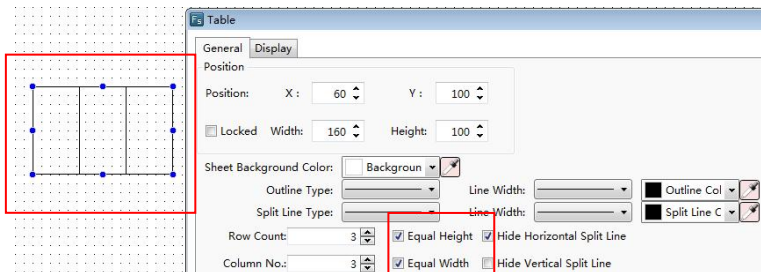 Fs Table
General Display
Position
Position: X : 60 Y : 100
Locked Width: 160 Height: 100
Sheet Background Color: Backgroun
Outline Type: Line Width: Outline Col
Split Line Type: Line Width: Split Line C
Row Count: 3 Equal Height Hide Horizontal Split Line
Column No.: 3 Equal Width Hide Vertical Split Line